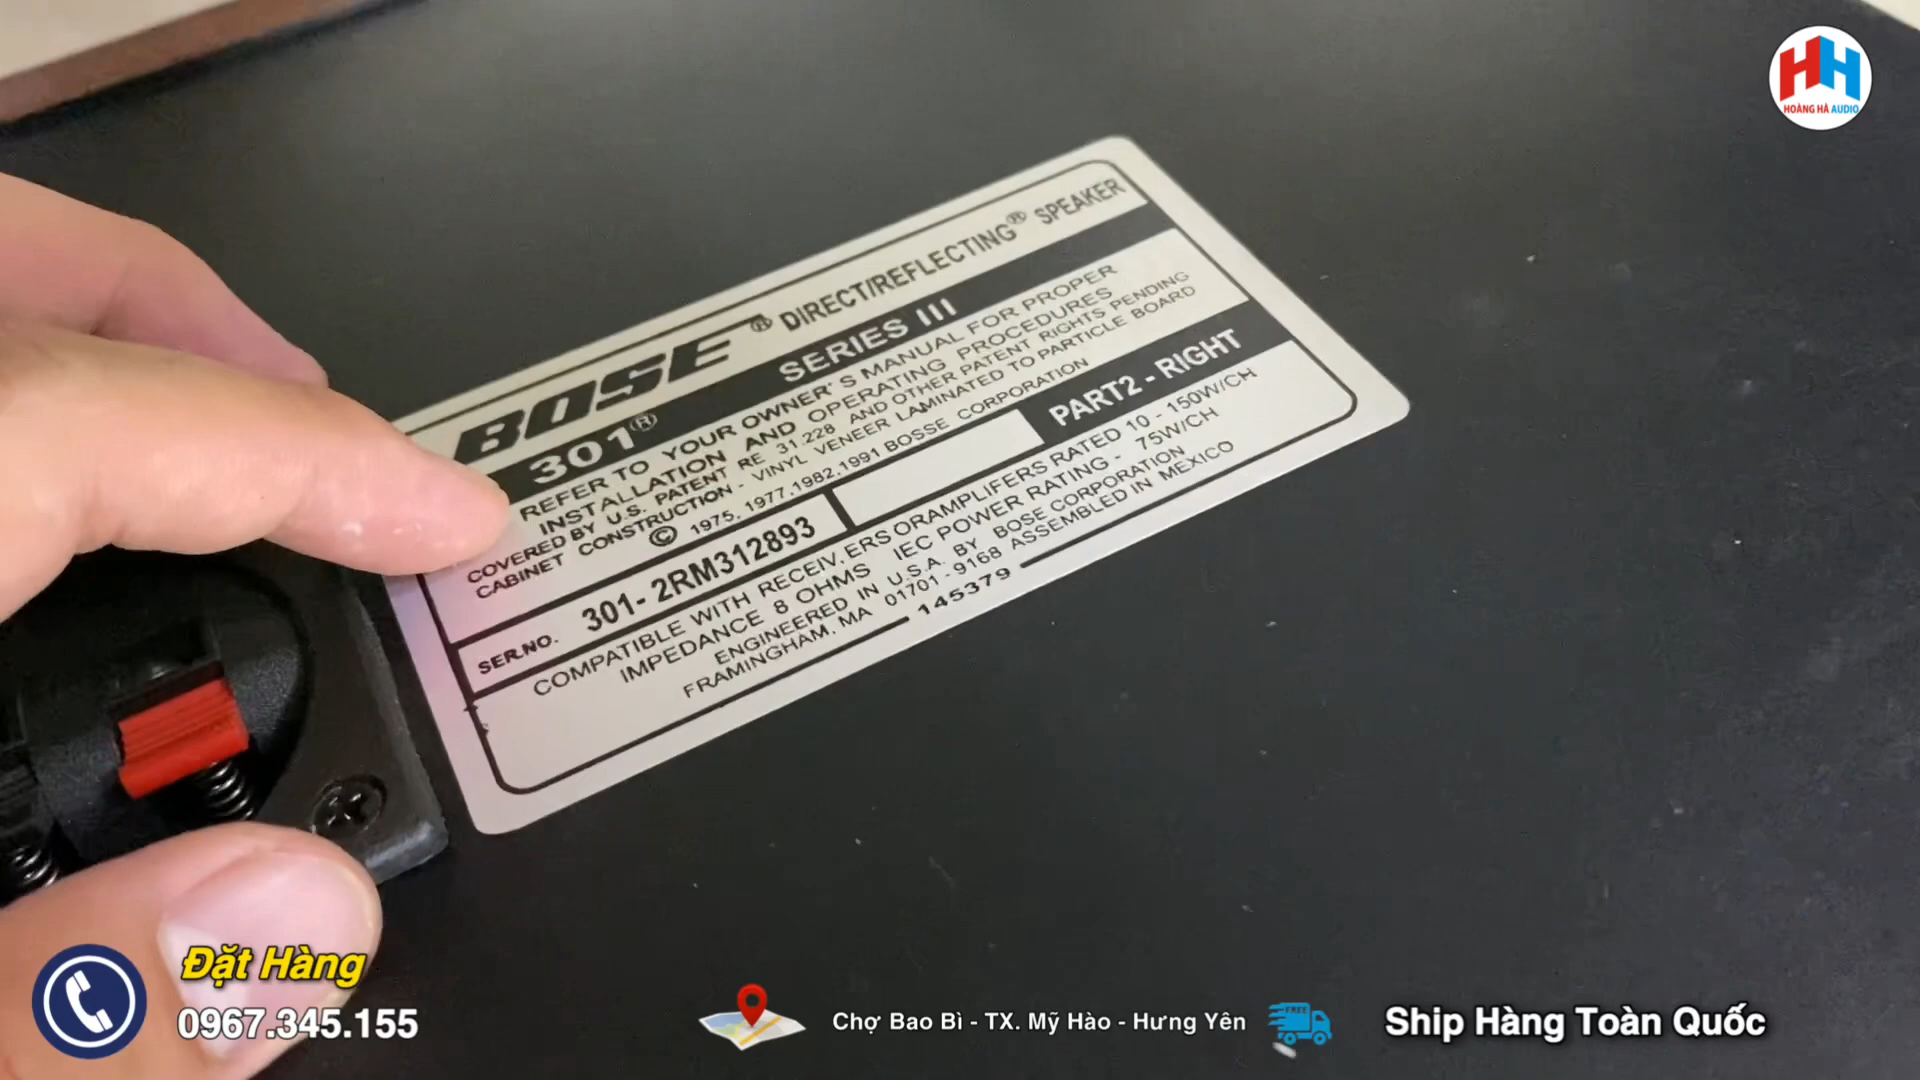 HH
HOÀNG HÀ AUDIO
BOSE® DIRECT/REFLECTING® SPEAKER
301® SERIES III
REFER TO YOUR OWNER'S MANUAL FOR PROPER
INSTALLATION AND OPERATING PROCEDURES
COVERED BY U.S. PATENT RE 31.228 AND OTHER PATENT RIGHTS PENDING
CABINET CONSTRUCTION - VINYL VENEER LAMINATED TO PARTICLE BOARD
© 1975, 1977.1982.1991 BOSSE CORPORATION
PART2 - RIGHT
SER.NO. 301- 2RM312893
COMPATIBLE WITH RECEIV,ERS ORAMPLIFERS RATED 10 - 150W/CH
IMPEDANCE 8 OHMS IEC POWER RATING - 75W/CH
ENGINEERED IN U.S.A. BY BOSE CORPORATION
FRAMINGHAM. MA 01701 - 9168 ASSEMBLED IN MEXICO
145379
Đặt Hàng
0967.345.155
Chợ Bao Bì - TX. Mỹ Hào - Hưng Yên
FREE
Ship Hàng Toàn Quốc